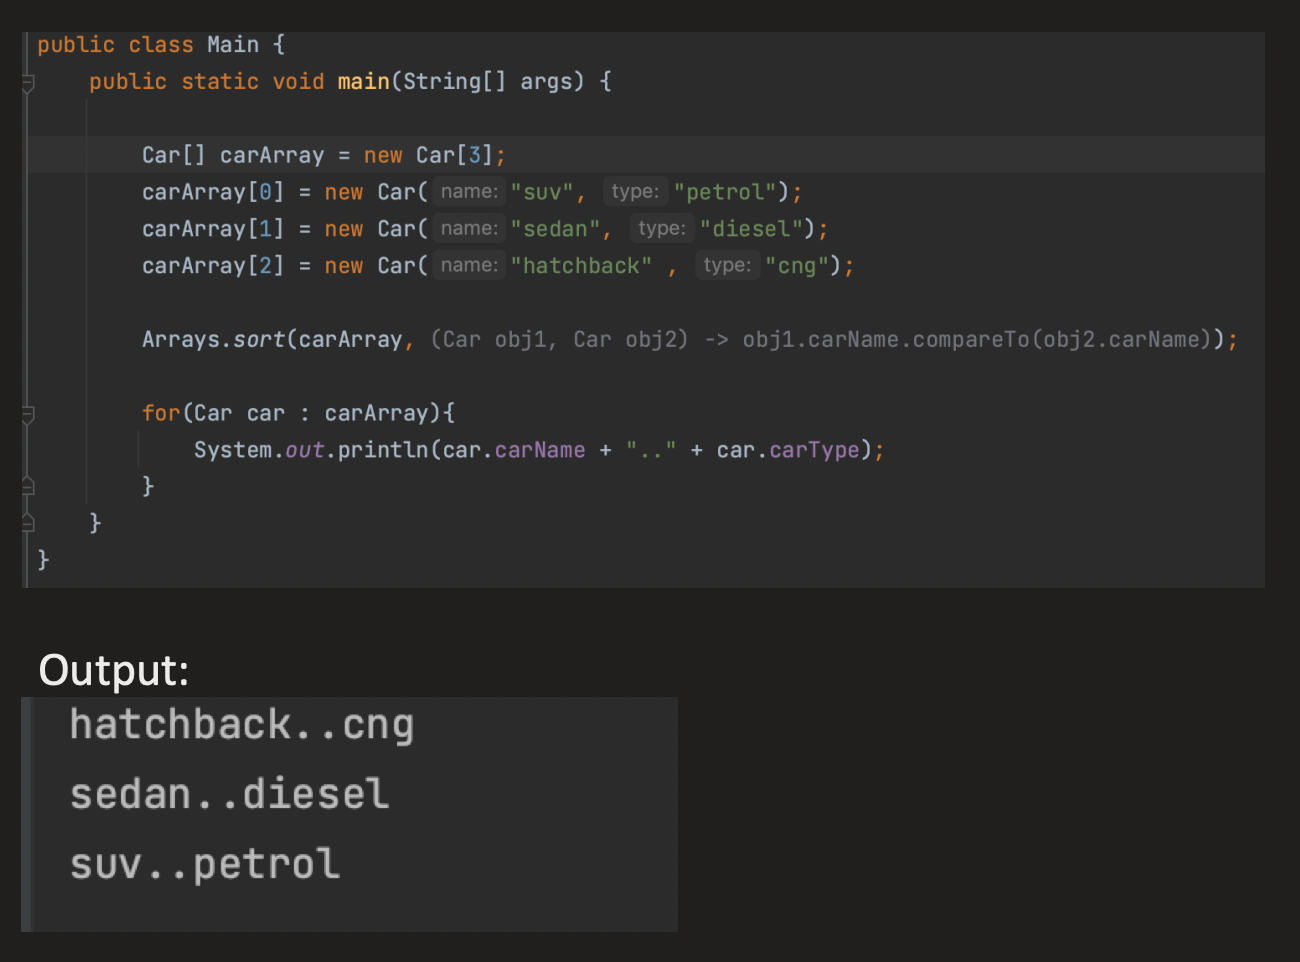 public class Main {
public static void main(String[] args) {
Car[] carArray = new Car[3];
carArray[0] = new Car( name: "suv", type: "petrol");
carArray[1] = new Car( name: "sedan", type: "diesel");
carArray[2] = new Car( name: "hatchback" , type: "cng");
Arrays.sort(carArray, (Car obj1, Car obj2) -> obj1.carName.compareTo(obj2.carName));
for(Car car : carArray){
System.out.println(car.carName + ".." + car.carType);
}
}
}
Output:
hatchback..cng
sedan..diesel
suv..petrol